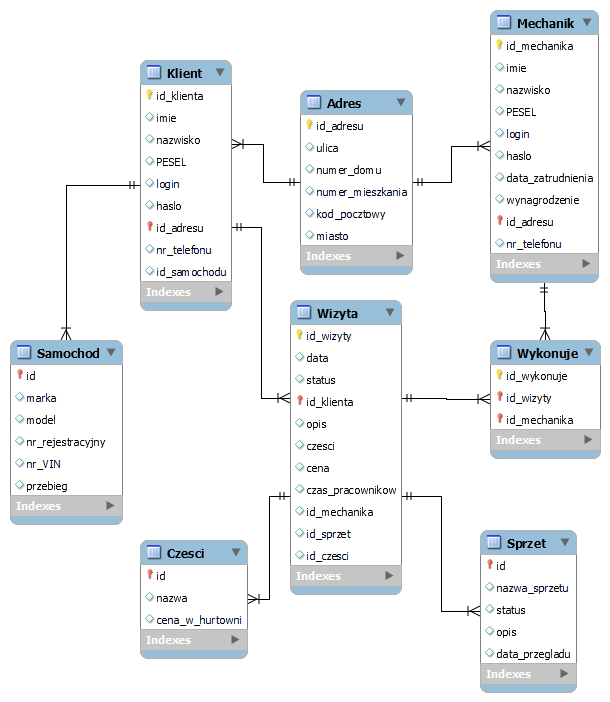 Mechanik
id_mechanika
imie
nazwisko
PESEL
login
haslo
data_zatrudnienia
wynagrodzenie
id_adresu
nr_telefonu
Indexes
Klient
id_klienta
imie
nazwisko
PESEL
login
haslo
id_adresu
nr_telefonu
id_samochodu
Indexes
Adres
id_adresu
ulica
numer_domu
numer_mieszkania
kod_pocztowy
miasto
Indexes
Wizyta
id_wizyty
data
status
id_klienta
opis
czesci
cena
czas_pracownikow
id_mechanika
id_sprzet
id_czesci
Indexes
Samochod
id
marka
model
nr_rejestracyjny
nr_VIN
przebieg
Indexes
Wykonuje
id_wykonuje
id_wizyty
id_mechanika
Indexes
Czesci
id
nazwa
cena_w_hurtowni
Indexes
Sprzet
id
nazwa_sprzetu
status
opis
data_przegladu
Indexes